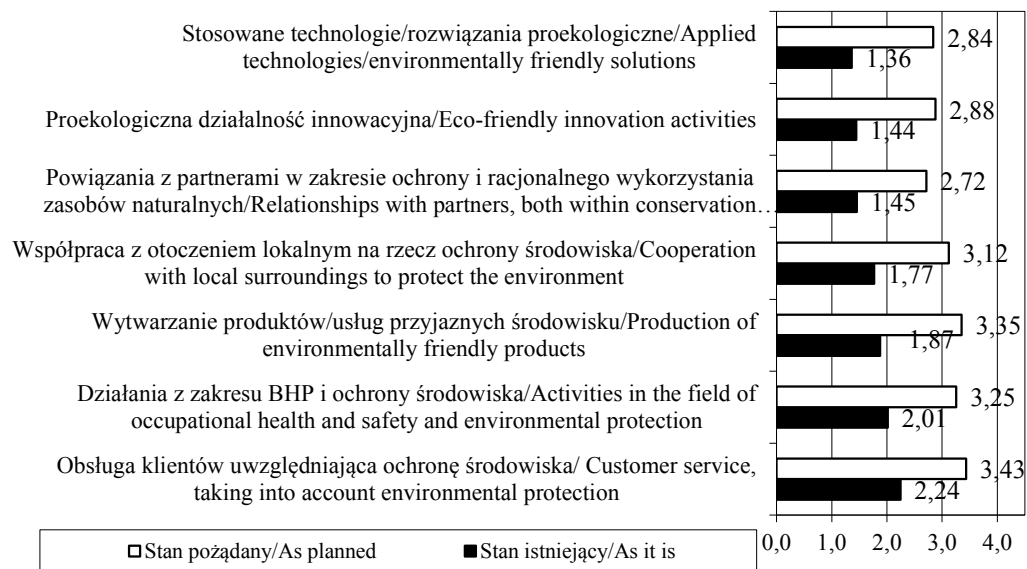 Stosowane technologie/rozwiązania proekologiczne/Applied
technologies/environmentally friendly solutions
2,84
1,36
Proekologiczna działalność innowacyjna/Eco-friendly innovation activities
2,88
1,44
Powiązania z partnerami w zakresie ochrony i racjonalnego wykorzystania
zasobów naturalnych/Relationships with partners, both within conservation…
2,72
1,45
Współpraca z otoczeniem lokalnym na rzecz ochrony środowiska/Cooperation
with local surroundings to protect the environment
3,12
1,77
Wytwarzanie produktów/usług przyjaznych środowisku/Production of
environmentally friendly products
3,35
1,87
Działania z zakresu BHP i ochrony środowiska/Activities in the field of
occupational health and safety and environmental protection
3,25
2,01
Obsługa klientów uwzględniająca ochronę środowiska/ Customer service,
taking into account environmental protection
3,43
2,24
Stan pożądany/As planned
Stan istniejący/As it is
0,0 1,0 2,0 3,0 4,0